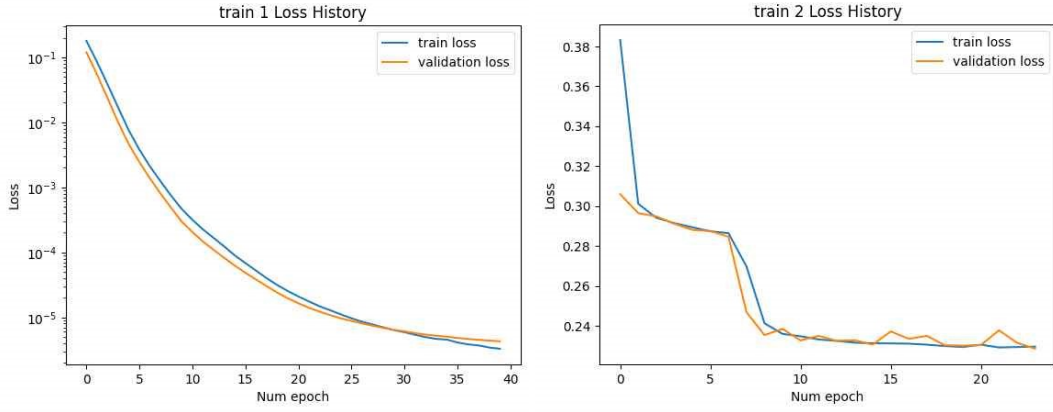 train 1 Loss History
train loss
validation loss
10⁻¹
10⁻²
10⁻³
10⁻⁴
10⁻⁵
Loss
0 5 10 15 20 25 30 35 40
Num epoch
train 2 Loss History
train loss
validation loss
0.38
0.36
0.34
0.32
0.30
0.28
0.26
0.24
Loss
0 5 10 15 20
Num epoch